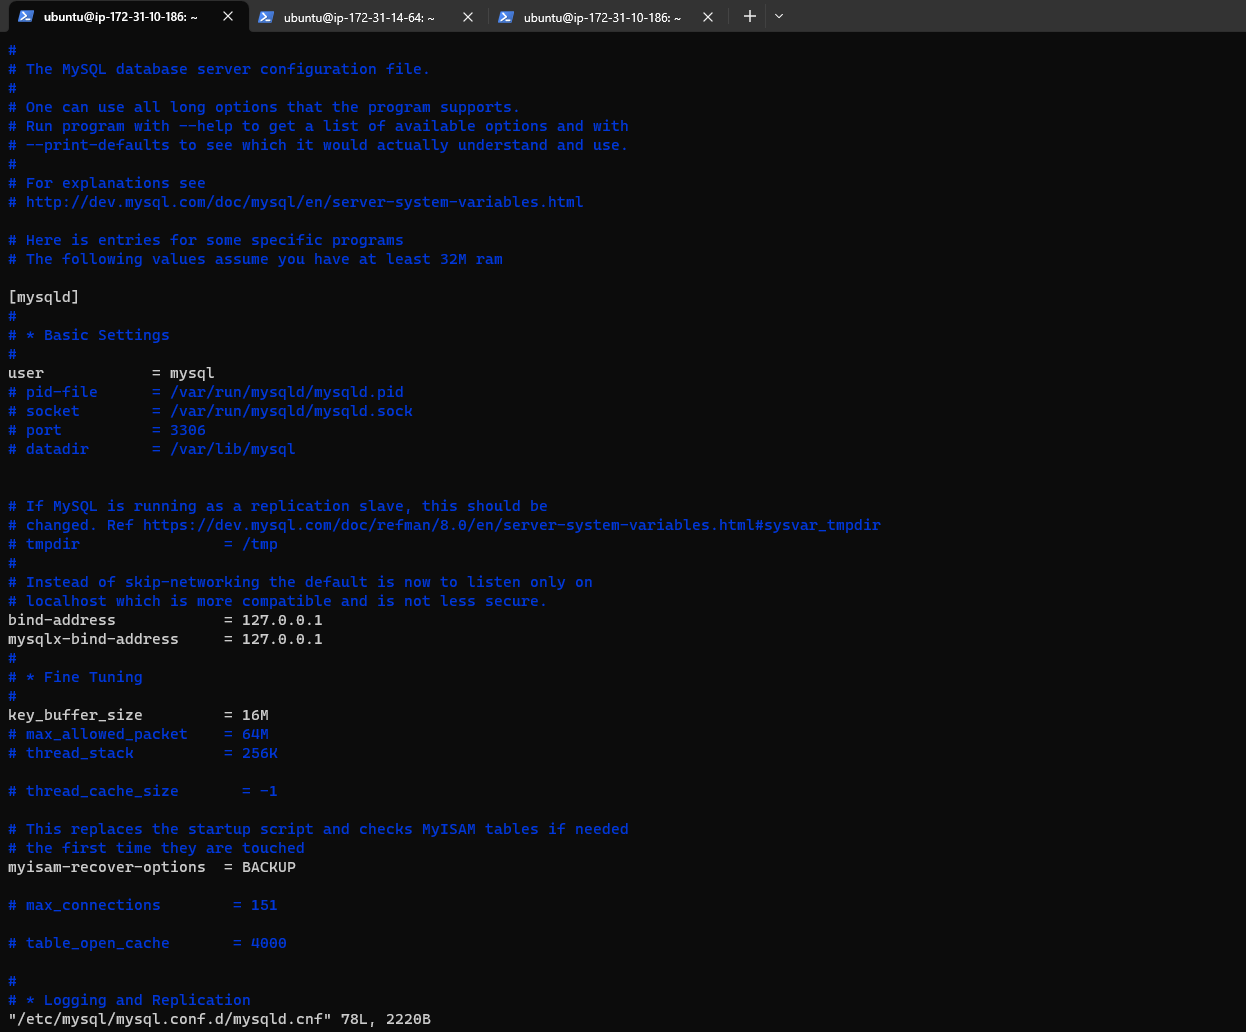 ubuntu@ip-172-31-10-186: ~
ubuntu@ip-172-31-14-64: ~
ubuntu@ip-172-31-10-186: ~
#
# The MySQL database server configuration file.
#
# One can use all long options that the program supports.
# Run program with --help to get a list of available options and with
# --print-defaults to see which it would actually understand and use.
#
# For explanations see
# http://dev.mysql.com/doc/mysql/en/server-system-variables.html

# Here is entries for some specific programs
# The following values assume you have at least 32M ram

[mysqld]
#
# * Basic Settings
#
user            = mysql
# pid-file      = /var/run/mysqld/mysqld.pid
# socket        = /var/run/mysqld/mysqld.sock
# port          = 3306
# datadir       = /var/lib/mysql


# If MySQL is running as a replication slave, this should be
# changed. Ref https://dev.mysql.com/doc/refman/8.0/en/server-system-variables.html#sysvar_tmpdir
# tmpdir                = /tmp
#
# Instead of skip-networking the default is now to listen only on
# localhost which is more compatible and is not less secure.
bind-address            = 127.0.0.1
mysqlx-bind-address     = 127.0.0.1
#
# * Fine Tuning
#
key_buffer_size         = 16M
# max_allowed_packet    = 64M
# thread_stack          = 256K

# thread_cache_size       = -1

# This replaces the startup script and checks MyISAM tables if needed
# the first time they are touched
myisam-recover-options  = BACKUP

# max_connections        = 151

# table_open_cache       = 4000

#
# * Logging and Replication
"/etc/mysql/mysql.conf.d/mysqld.cnf" 78L, 2220B